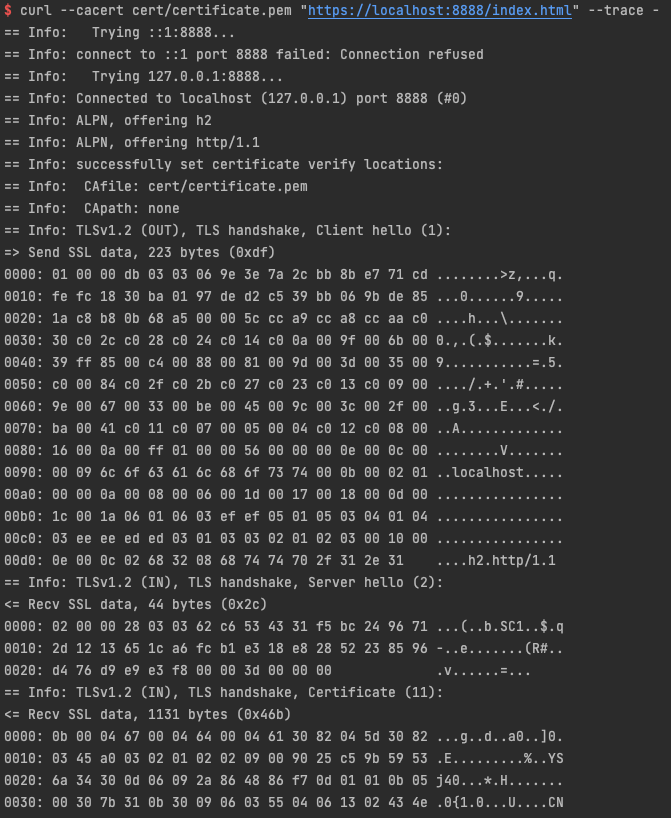 $ curl --cacert cert/certificate.pem "https://localhost:8888/index.html" --trace -
== Info:   Trying ::1:8888...
== Info: connect to ::1 port 8888 failed: Connection refused
== Info:   Trying 127.0.0.1:8888...
== Info: Connected to localhost (127.0.0.1) port 8888 (#0)
== Info: ALPN, offering h2
== Info: ALPN, offering http/1.1
== Info: successfully set certificate verify locations:
== Info:  CAfile: cert/certificate.pem
== Info:  CApath: none
== Info: TLSv1.2 (OUT), TLS handshake, Client hello (1):
=> Send SSL data, 223 bytes (0xdf)
0000: 01 00 00 db 03 03 06 9e 3e 7a 2c bb 8b e7 71 cd ........>z,...q.
0010: fe fc 18 30 ba 01 97 de d2 c5 39 bb 06 9b de 85 ...0......9.....
0020: 1a c8 b8 0b 68 a5 00 00 5c cc a9 cc a8 cc aa c0 ....h...\.......
0030: 30 c0 2c c0 28 c0 24 c0 14 c0 0a 00 9f 00 6b 00 0.,.(.$.......k.
0040: 39 ff 85 00 c4 00 88 00 81 00 9d 00 3d 00 35 00 9...........=.5.
0050: c0 00 84 c0 2f c0 2b c0 27 c0 23 c0 13 c0 09 00 ..../.+.'.#.....
0060: 9e 00 67 00 33 00 be 00 45 00 9c 00 3c 00 2f 00 ..g.3...E...<./.
0070: ba 00 41 c0 11 c0 07 00 05 00 04 c0 12 c0 08 00 ..A.............
0080: 16 00 0a 00 ff 01 00 00 56 00 00 00 0e 00 0c 00 ........V.......
0090: 00 09 6c 6f 63 61 6c 68 6f 73 74 00 0b 00 02 01 ..localhost.....
00a0: 00 00 0a 00 08 00 06 00 1d 00 17 00 18 00 0d 00 ................
00b0: 1c 00 1a 06 01 06 03 ef ef 05 01 05 03 04 01 04 ................
00c0: 03 ee ee ed ed 03 01 03 03 02 01 02 03 00 10 00 ................
00d0: 0e 00 0c 02 68 32 08 68 74 74 70 2f 31 2e 31    ....h2.http/1.1
== Info: TLSv1.2 (IN), TLS handshake, Server hello (2):
<= Recv SSL data, 44 bytes (0x2c)
0000: 02 00 00 28 03 03 62 c6 53 43 31 f5 bc 24 96 71 ...(..b.SC1..$.q
0010: 2d 12 13 65 1c a6 fc b1 e3 18 e8 28 52 23 85 96 -..e.......(R#..
0020: d4 76 d9 e9 e3 f8 00 00 3d 00 00 00             .v......=...
== Info: TLSv1.2 (IN), TLS handshake, Certificate (11):
<= Recv SSL data, 1131 bytes (0x46b)
0000: 0b 00 04 67 00 04 64 00 04 61 30 82 04 5d 30 82 ...g..d..a0..]0.
0010: 03 45 a0 03 02 01 02 02 09 00 90 25 c5 9b 59 53 .E.........%..YS
0020: 6a 34 30 0d 06 09 2a 86 48 86 f7 0d 01 01 0b 05 j40...*.H.......
0030: 00 30 7b 31 0b 30 09 06 03 55 04 06 13 02 43 4e .0{1.0...U....CN